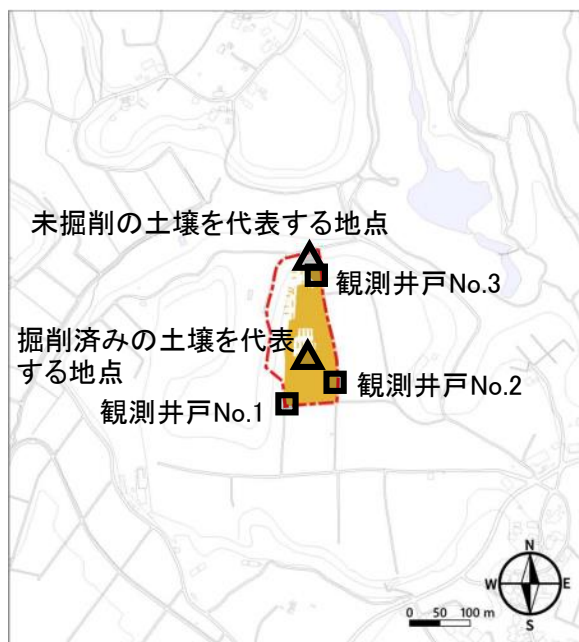 未掘削の土壌を代表する地点
観測井戸No.3
掘削済みの土壌を代表
する地点
観測井戸No.2
観測井戸No.1
N
W
E
S
0 50 100 m